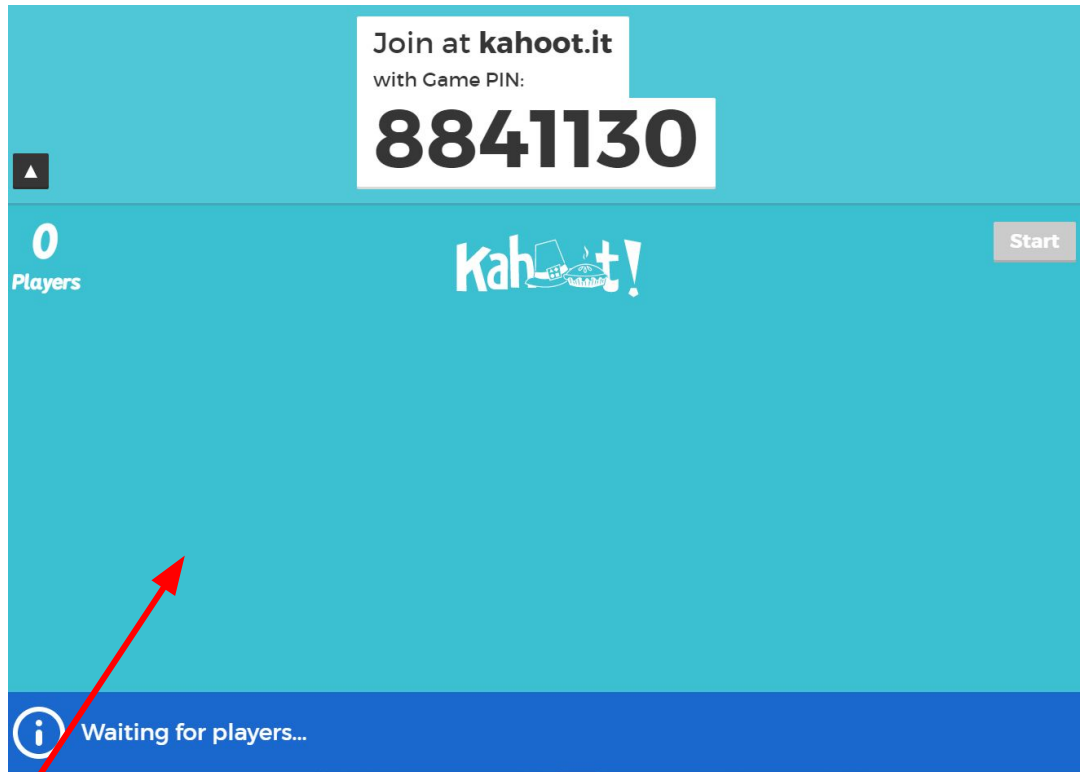 Join at kahoot.it
with Game PIN:
8841130
0
Players
Kahoot!
Start
Waiting for players...